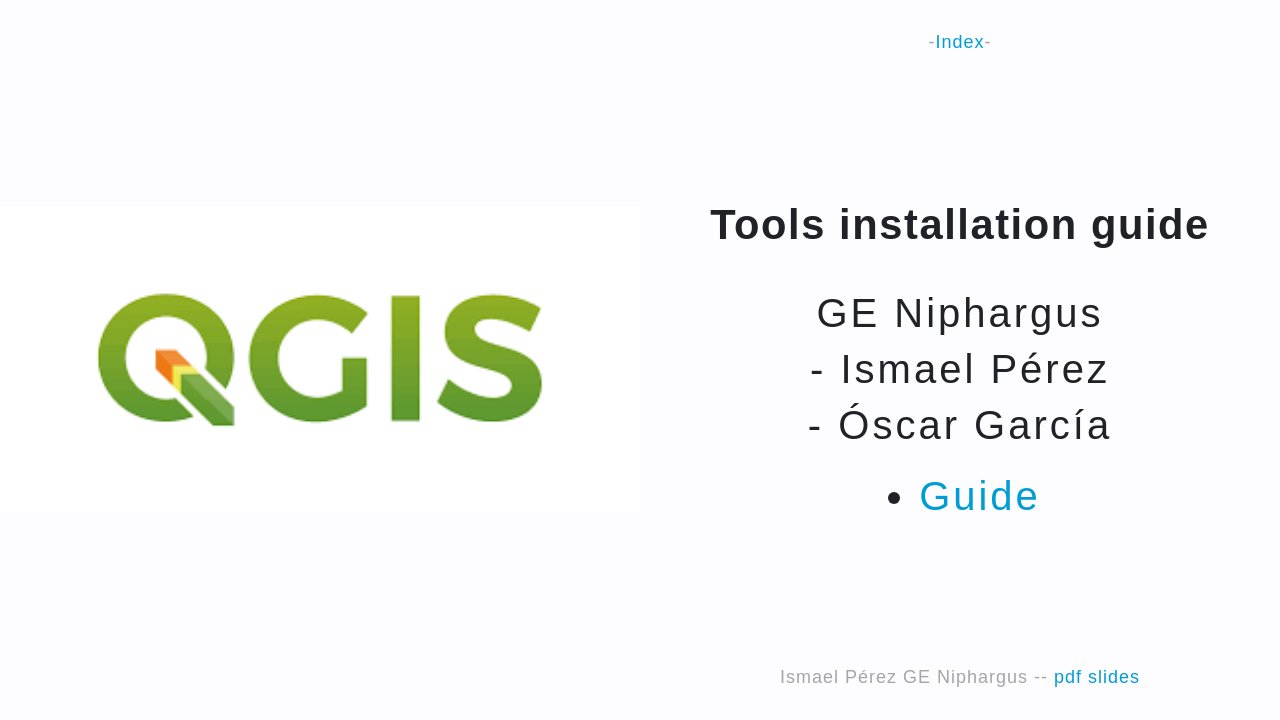 -Index-
QGIS
Tools installation guide
GE Niphargus
- Ismael Pérez
- Óscar García
• Guide
Ismael Pérez GE Niphargus -- pdf slides